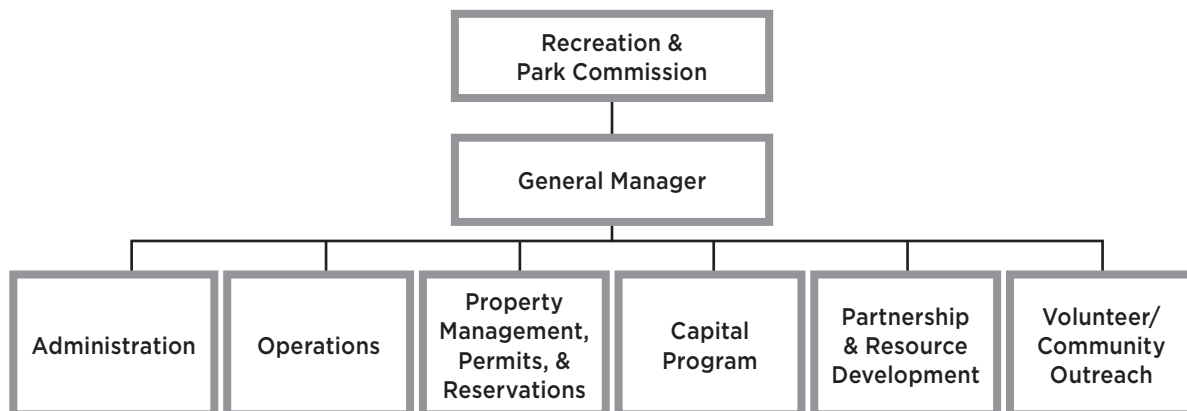 Recreation &
Park Commission
General Manager
Administration
Operations
Property
Management,
Permits, &
Reservations
Capital
Program
Partnership
& Resource
Development
Volunteer/
Community
Outreach